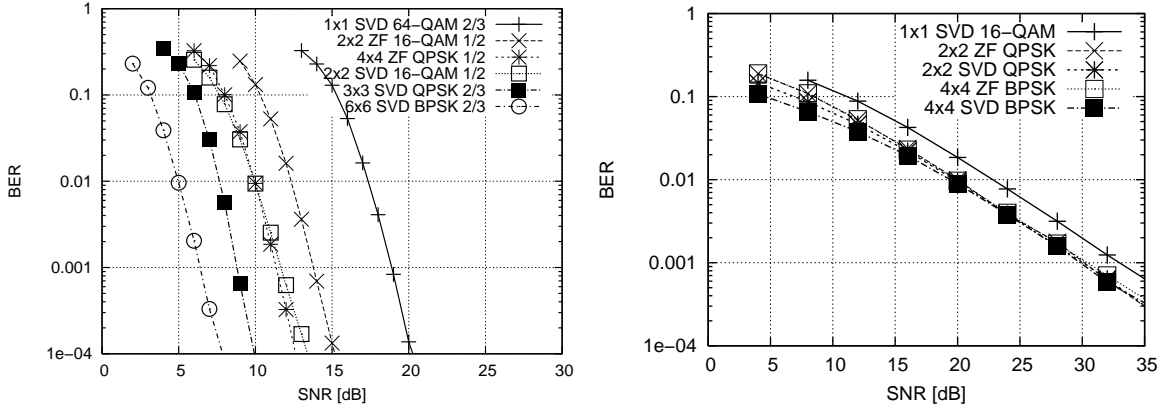 1
0.1
0.01
0.001
1e−04
0 5 10 15 20 25 30
BER
SNR [dB]
1x1 SVD 64−QAM 2/3
2x2 ZF 16−QAM 1/2
4x4 ZF QPSK 1/2
2x2 SVD 16−QAM 1/2
3x3 SVD QPSK 2/3
6x6 SVD BPSK 2/3
1
0.1
0.01
0.001
1e−04
0 5 10 15 20 25 30 35
BER
SNR [dB]
1x1 SVD 16−QAM
2x2 ZF QPSK
2x2 SVD QPSK
4x4 ZF BPSK
4x4 SVD BPSK